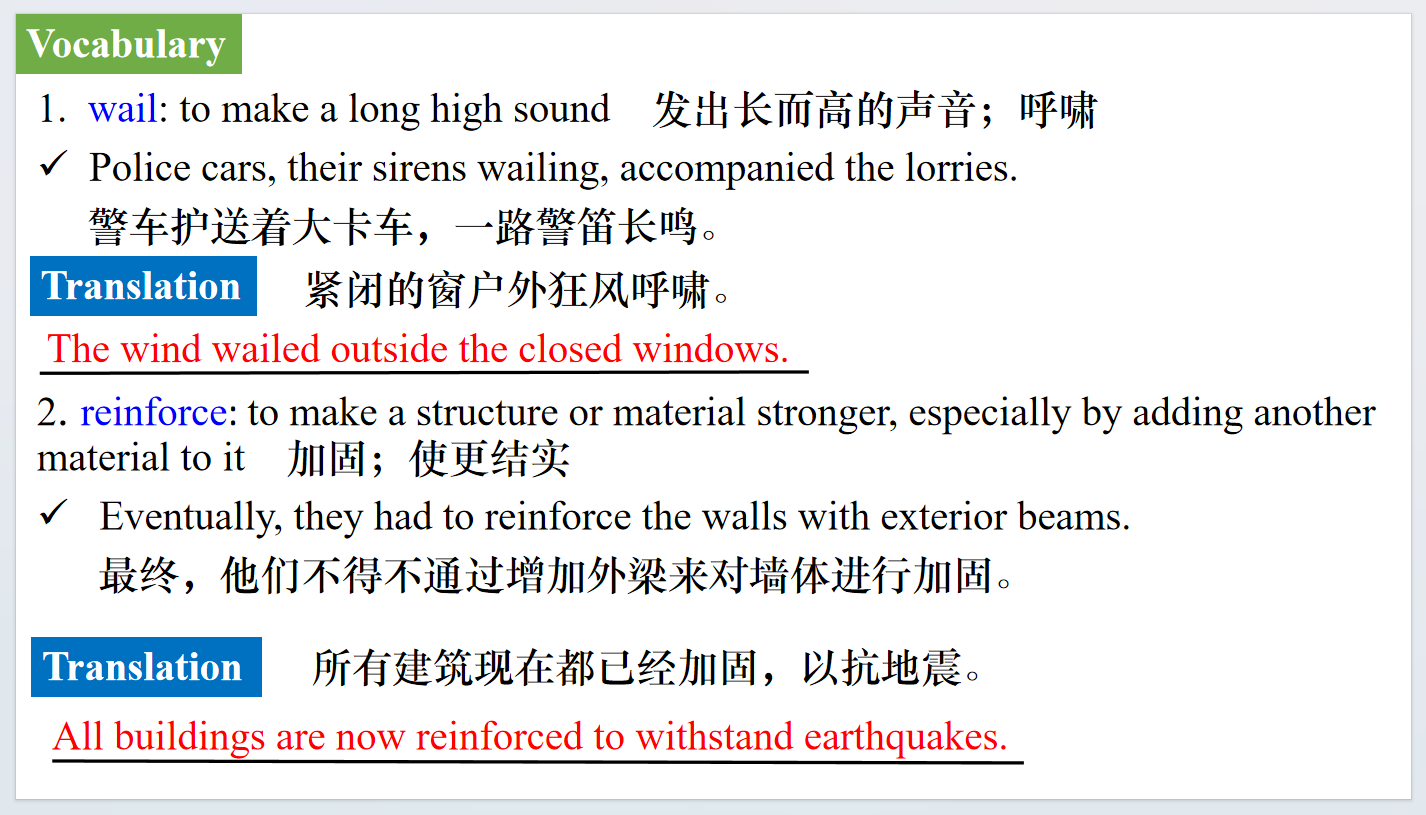 Vocabulary
1. wail: to make a long high sound 发出长而高的声音；呼啸
✓ Police cars, their sirens wailing, accompanied the lorries.
警车护送着大卡车，一路警笛长鸣。
Translation 紧闭的窗户外狂风呼啸。
The wind wailed outside the closed windows.
2. reinforce: to make a structure or material stronger, especially by adding another
material to it 加固；使更结实
✓ Eventually, they had to reinforce the walls with exterior beams.
最终，他们不得不通过增加外梁来对墙体进行加固。
Translation 所有建筑现在都已经加固，以抗地震。
All buildings are now reinforced to withstand earthquakes.